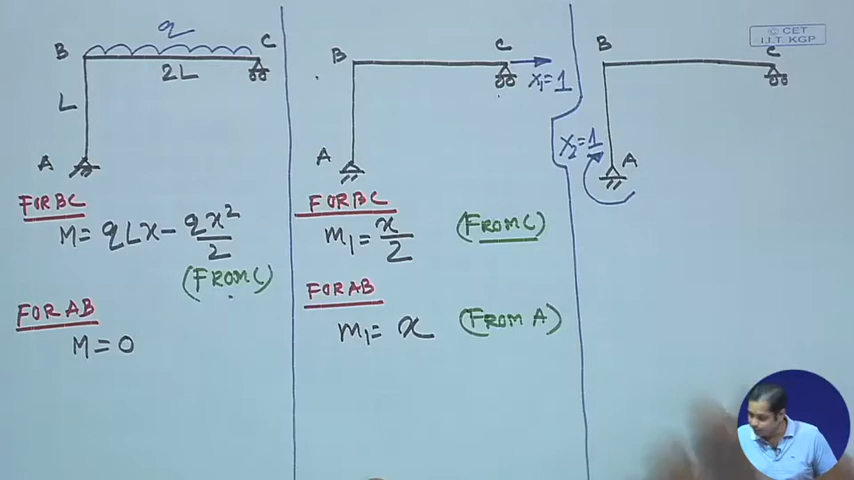 q
B
C
2L
L
A
FOR BC
M = qLx - qx²/2
(FROM C)
FOR AB
M = 0
B
C
X₁ = 1
A
FOR BC
m₁ = x/2
(FROM C)
FOR AB
m₁ = x
(FROM A)
© CET
I.I.T. KGP
B
C
X₂ = 1
A